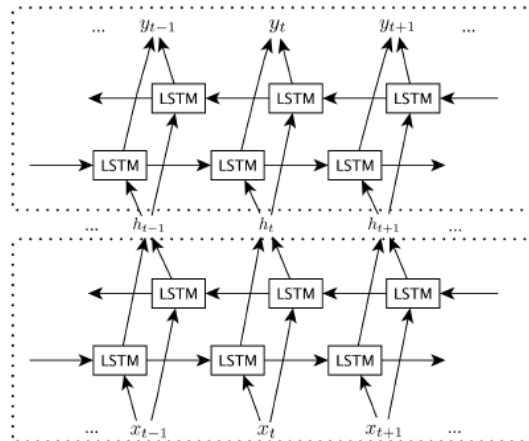 ... y_{t-1} y_t y_{t+1} ...
LSTM LSTM LSTM
LSTM LSTM LSTM
... h_{t-1} h_t h_{t+1} ...
LSTM LSTM LSTM
LSTM LSTM LSTM
... x_{t-1} x_t x_{t+1} ...